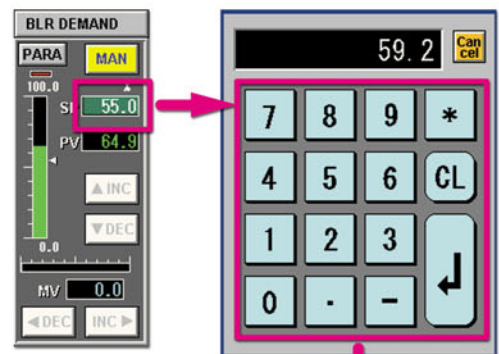 BLR DEMAND
PARA
MAN
100.0
55.0
PV
64.9
▲ INC
▼ DEC
0.0
MV
0.0
◀ DEC
INC ▶
59.2
Can
cel
7
8
9
*
4
5
6
CL
1
2
3
0
.
-